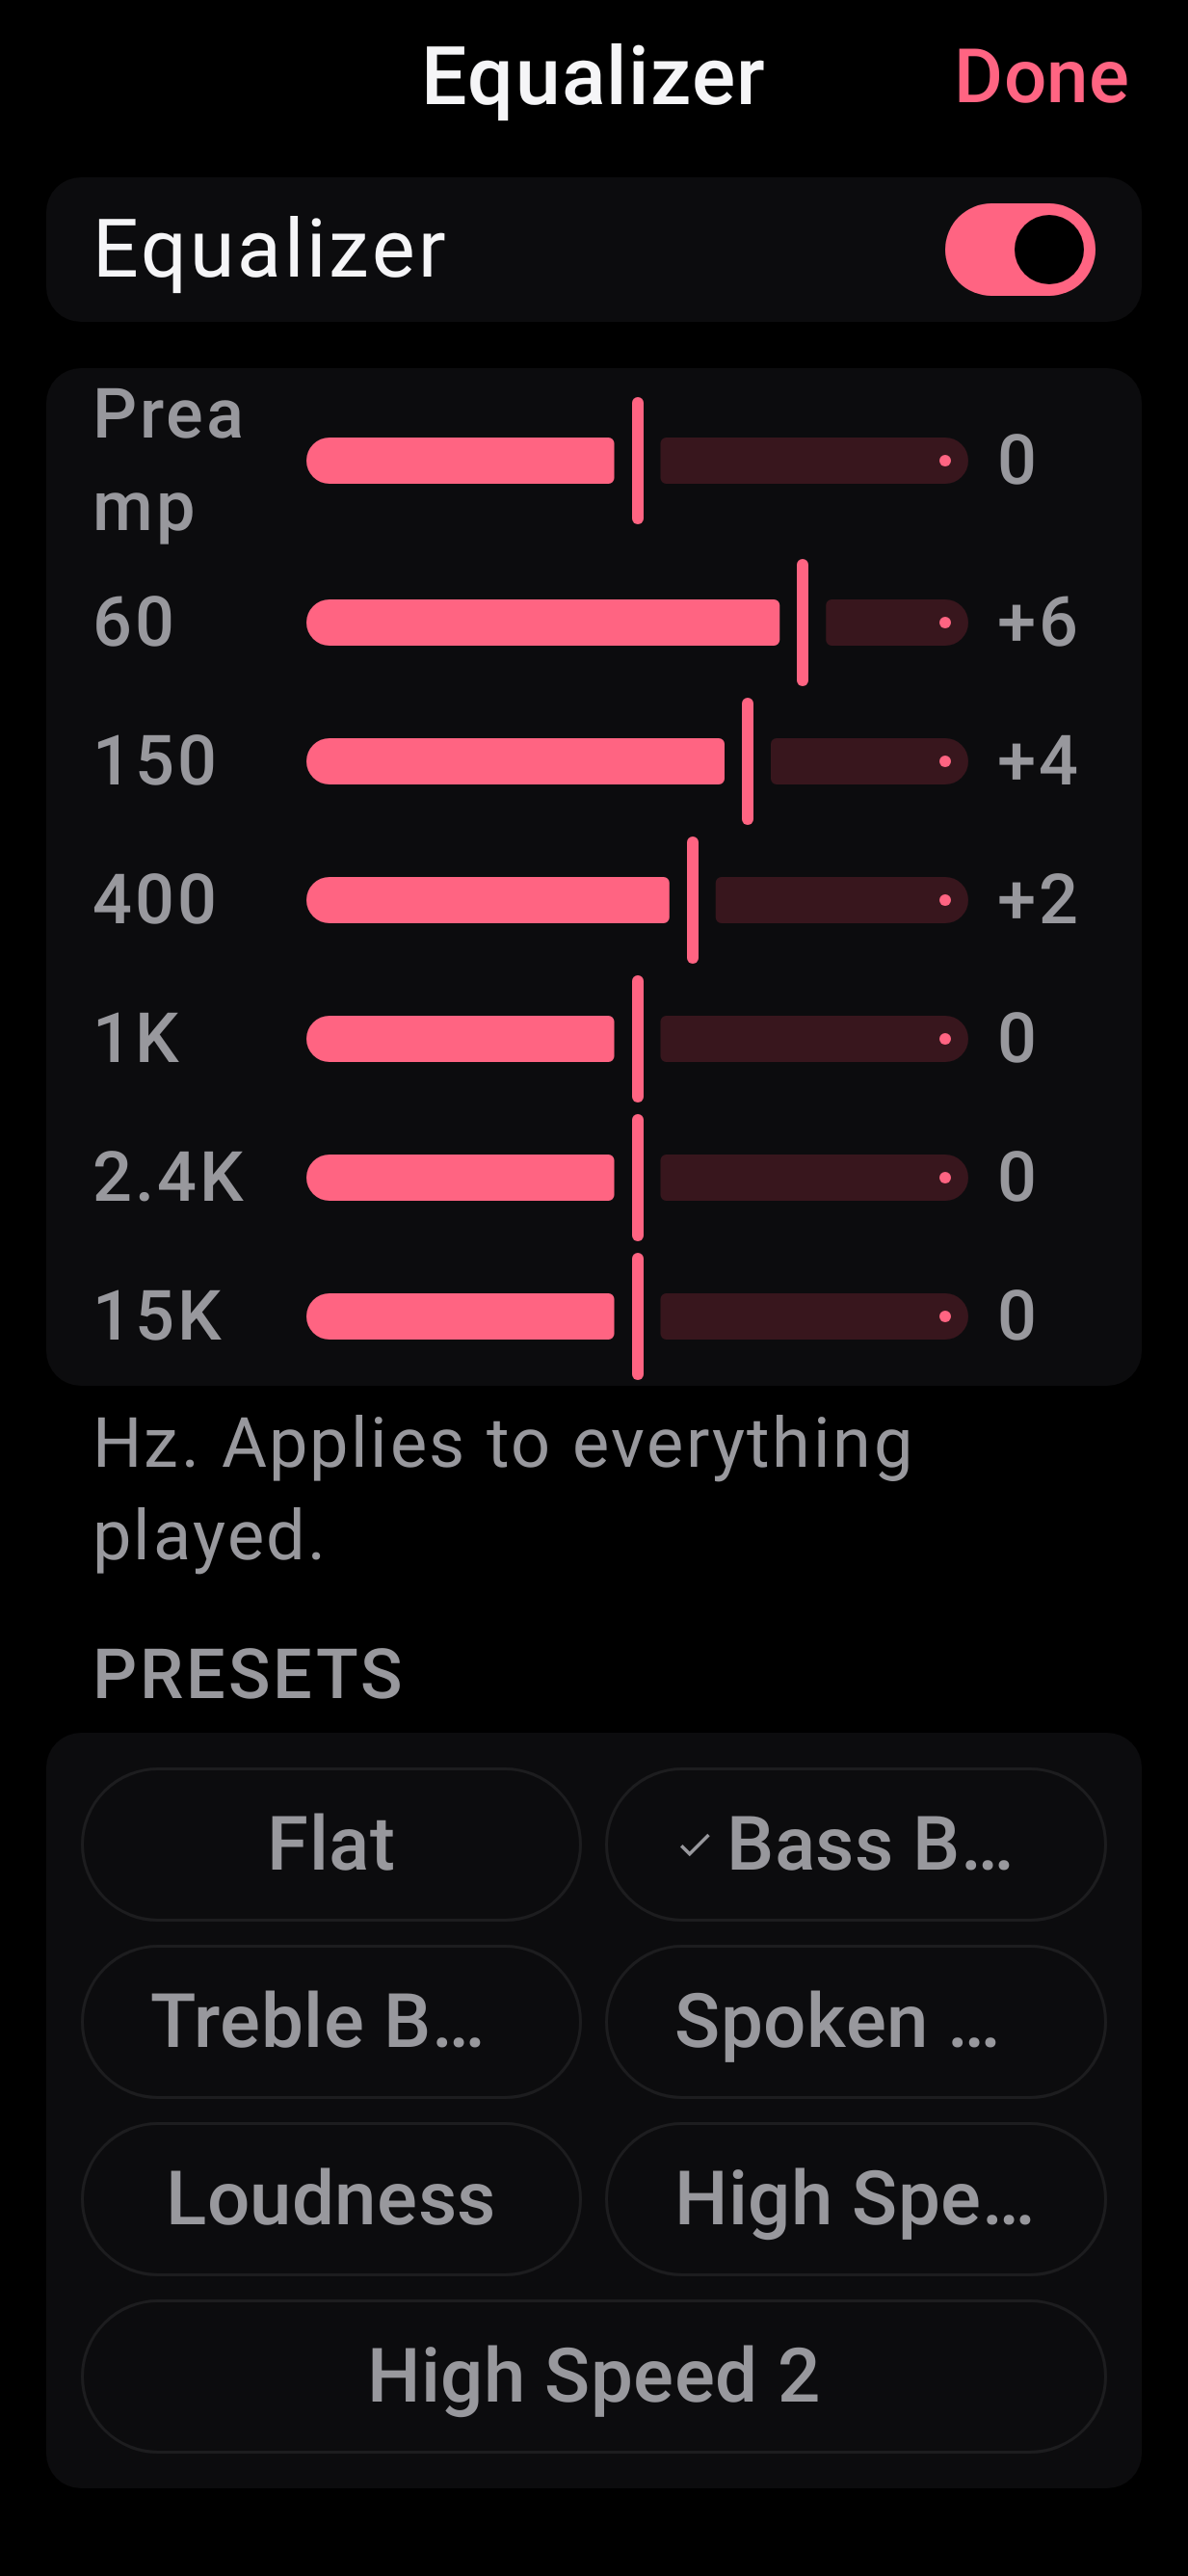 Equalizer
Done
Equalizer
Prea
mp
0
60
+6
150
+4
400
+2
1K
0
2.4K
0
15K
0
Hz. Applies to everything
played.
PRESETS
Flat
Bass B…
Treble B…
Spoken …
Loudness
High Spe…
High Speed 2